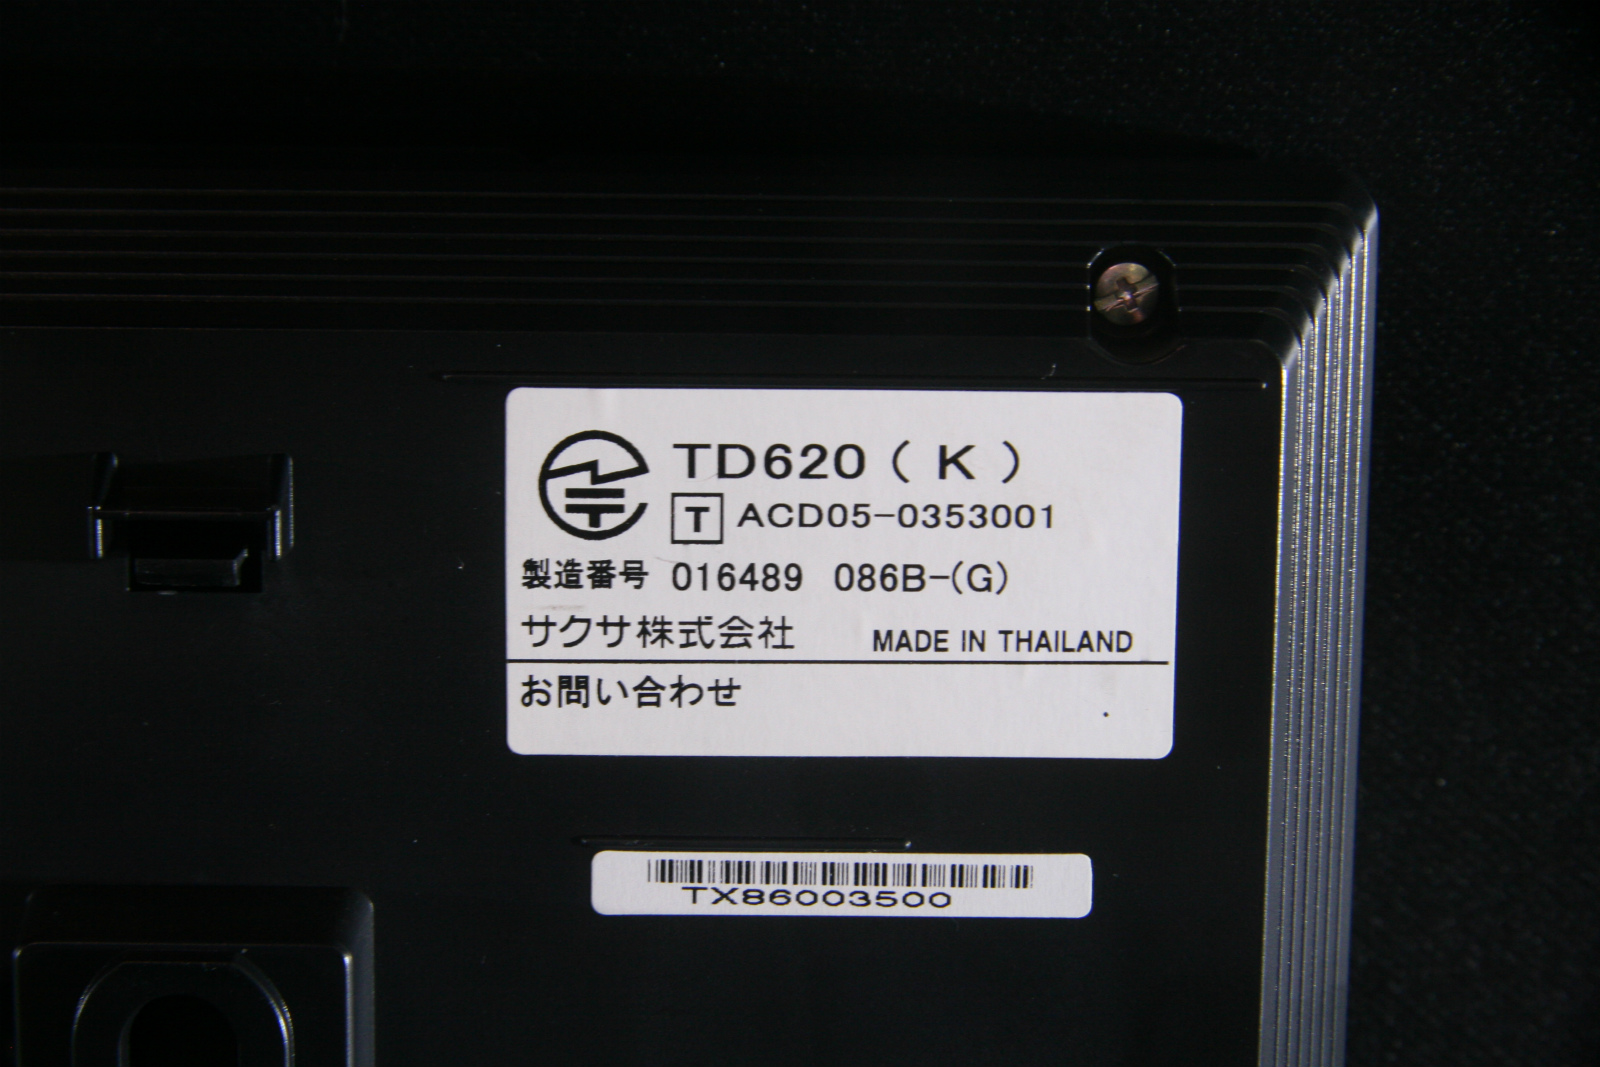 TD620 ( K )
T ACD05-0353001
製造番号 016489 086B-(G)
サクサ株式会社 MADE IN THAILAND
お問い合わせ
TX86003500